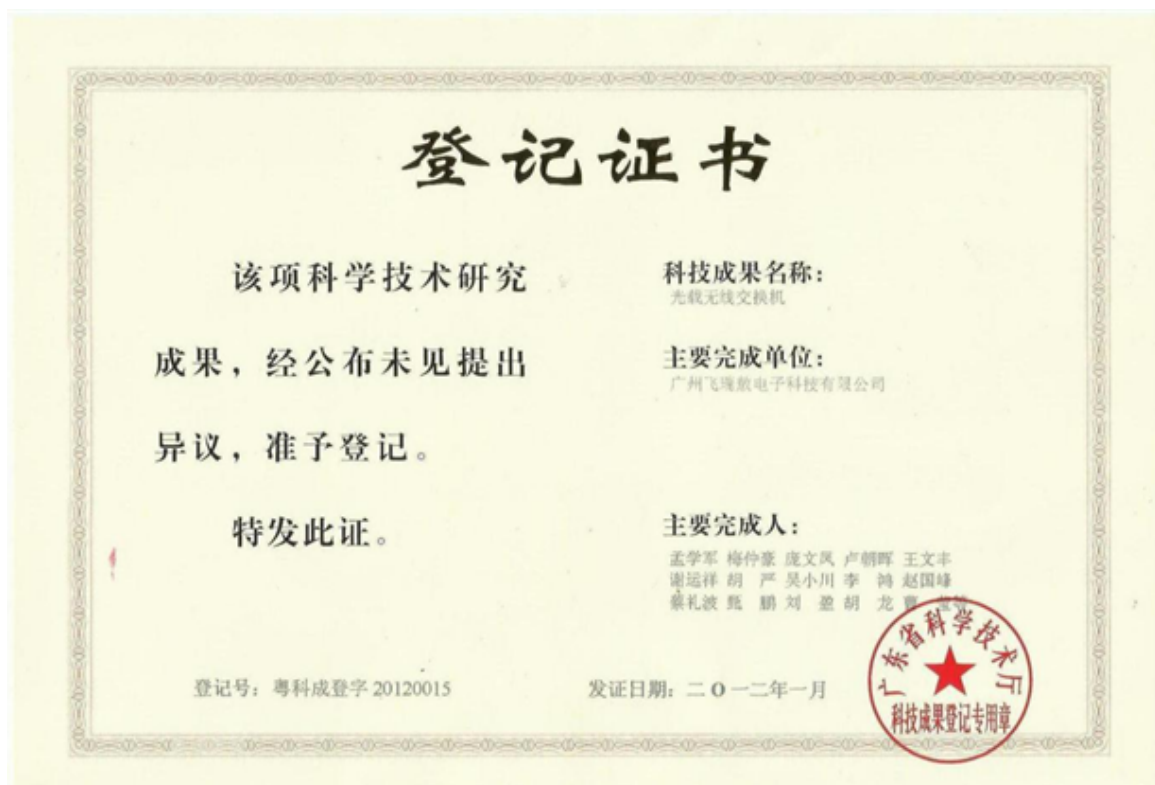 登记证书
该项科学技术研究
成果，经公布未见提出
异议，准予登记。
特发此证。
科技成果名称：
光载无线交换机
主要完成单位：
广州飞瑞敖电子科技有限公司
主要完成人：
孟学军 梅仲豪 庞文凤 卢朝晖 王文丰
谢运祥 胡 严 吴小川 李 鸿 赵国峰
蔡礼波 甄 鹏 刘 盈 胡 龙
登记号：粤科成登字 20120015
发证日期：二O一二年一月
广东省科学技术厅
科技成果登记专用章